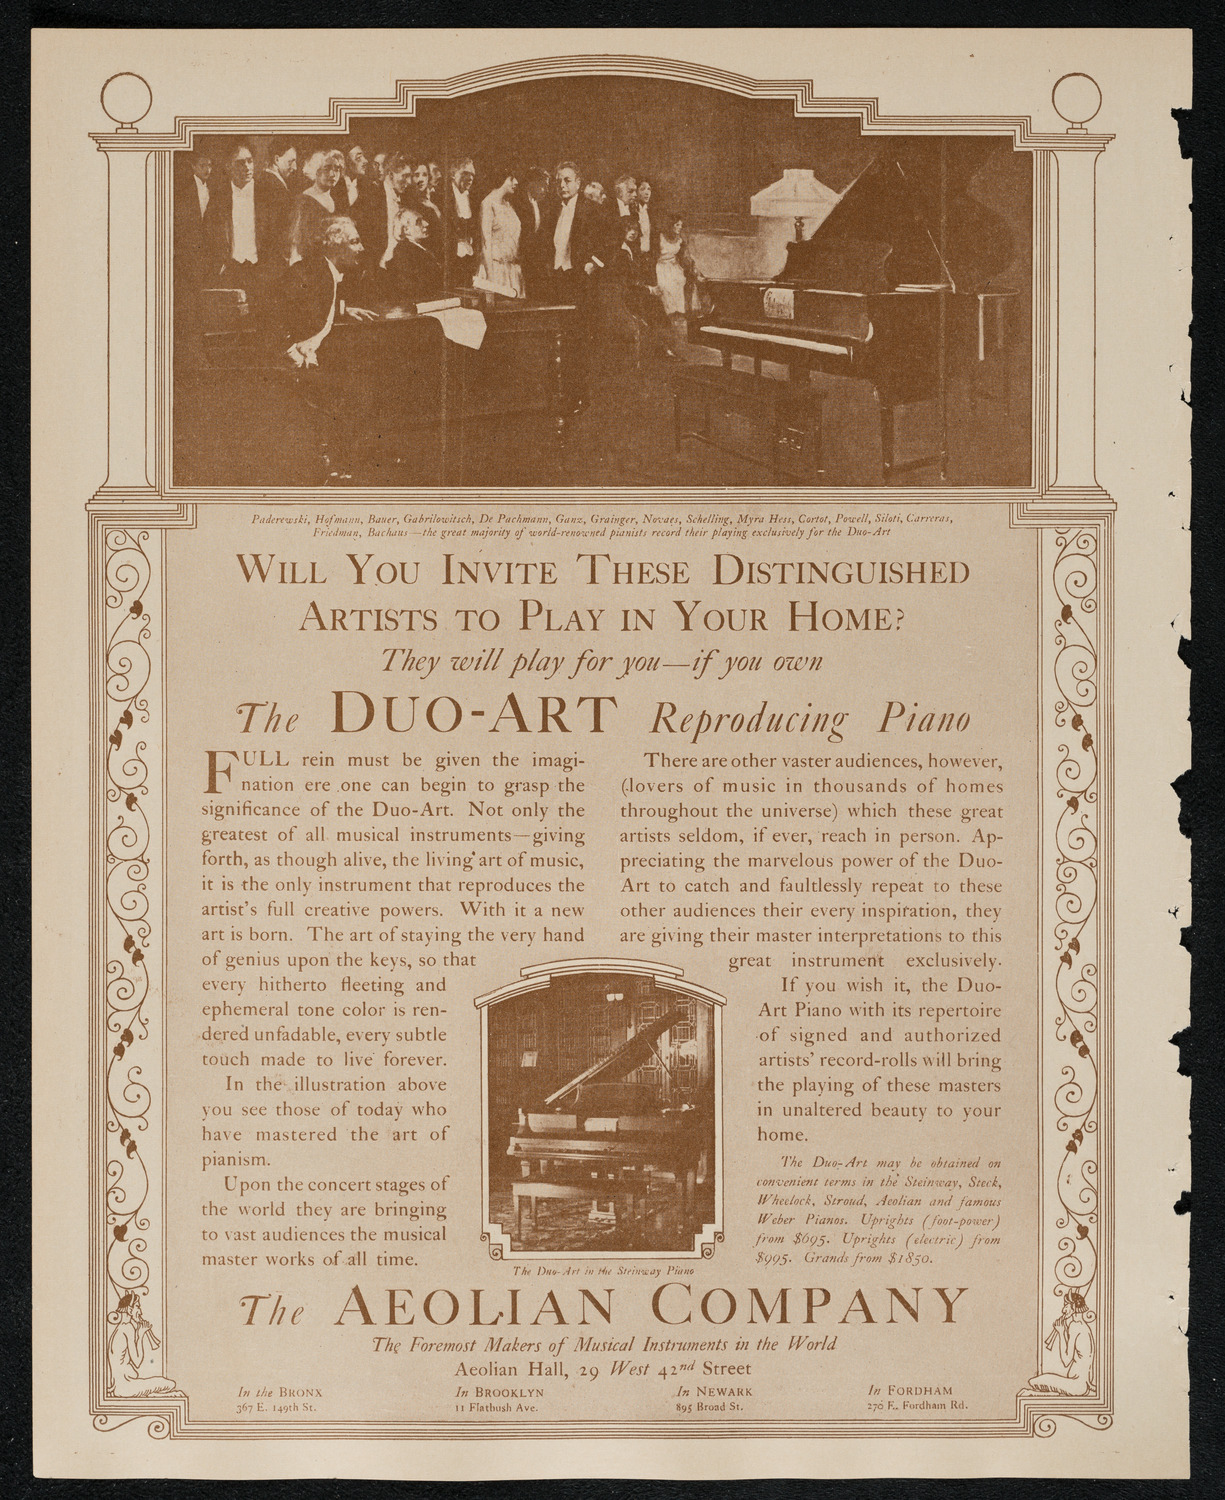 Paderewski, Hofmann, Bauer, Gabrilowitsch, De Pachmann, Ganz, Grainger, Novaes, Schelling, Myra Hess, Cortot, Powell, Siloti, Carreras,
Friedman, Bachaus—the great majority of world-renowned pianists record their playing exclusively for the Duo-Art
WILL YOU INVITE THESE DISTINGUISHED
ARTISTS TO PLAY IN YOUR HOME?
They will play for you—if you own
The DUO-ART Reproducing Piano
FULL rein must be given the imagi-
nation ere one can begin to grasp the
significance of the Duo-Art. Not only the
greatest of all musical instruments—giving
forth, as though alive, the living art of music,
it is the only instrument that reproduces the
artist's full creative powers. With it a new
art is born. The art of staying the very hand
of genius upon the keys, so that
every hitherto fleeting and
ephemeral tone color is ren-
dered unfadable, every subtle
touch made to live forever.
In the illustration above
you see those of today who
have mastered the art of
pianism.
Upon the concert stages of
the world they are bringing
to vast audiences the musical
master works of all time.
There are other vaster audiences, however,
(lovers of music in thousands of homes
throughout the universe) which these great
artists seldom, if ever, reach in person. Ap-
preciating the marvelous power of the Duo-
Art to catch and faultlessly repeat to these
other audiences their every inspiration, they
are giving their master interpretations to this
great instrument exclusively.
If you wish it, the Duo-
Art Piano with its repertoire
of signed and authorized
artists' record-rolls will bring
the playing of these masters
in unaltered beauty to your
home.
The Duo-Art may be obtained on
convenient terms in the Steinway, Steck,
Wheelock, Stroud, Aeolian and famous
Weber Pianos. Uprights (foot-power)
from $695. Uprights (electric) from
$995. Grands from $1850.
The Duo-Art in the Steinway Piano
The AEOLIAN COMPANY
The Foremost Makers of Musical Instruments in the World
Aeolian Hall, 29 West 42nd Street
In the BRONX
367 E. 149th St.
In BROOKLYN
11 Flatbush Ave.
In NEWARK
895 Broad St.
In FORDHAM
270 E. Fordham Rd.